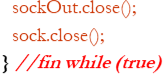 sockOut.close();
sock.close();
} //fin while (true)